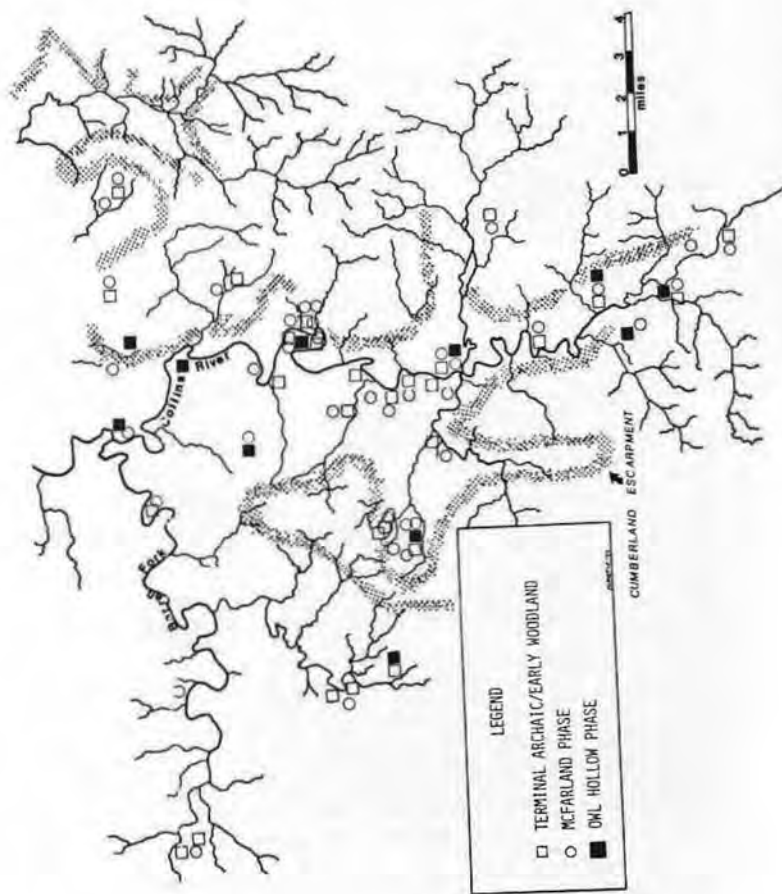 Collins River
Barren Fork
0 1 2 3 4
miles
CUMBERLAND ESCARPMENT
LEGEND
TERMINAL ARCHAIC/EARLY WOODLAND
MCFARLAND PHASE
OWL HOLLOW PHASE